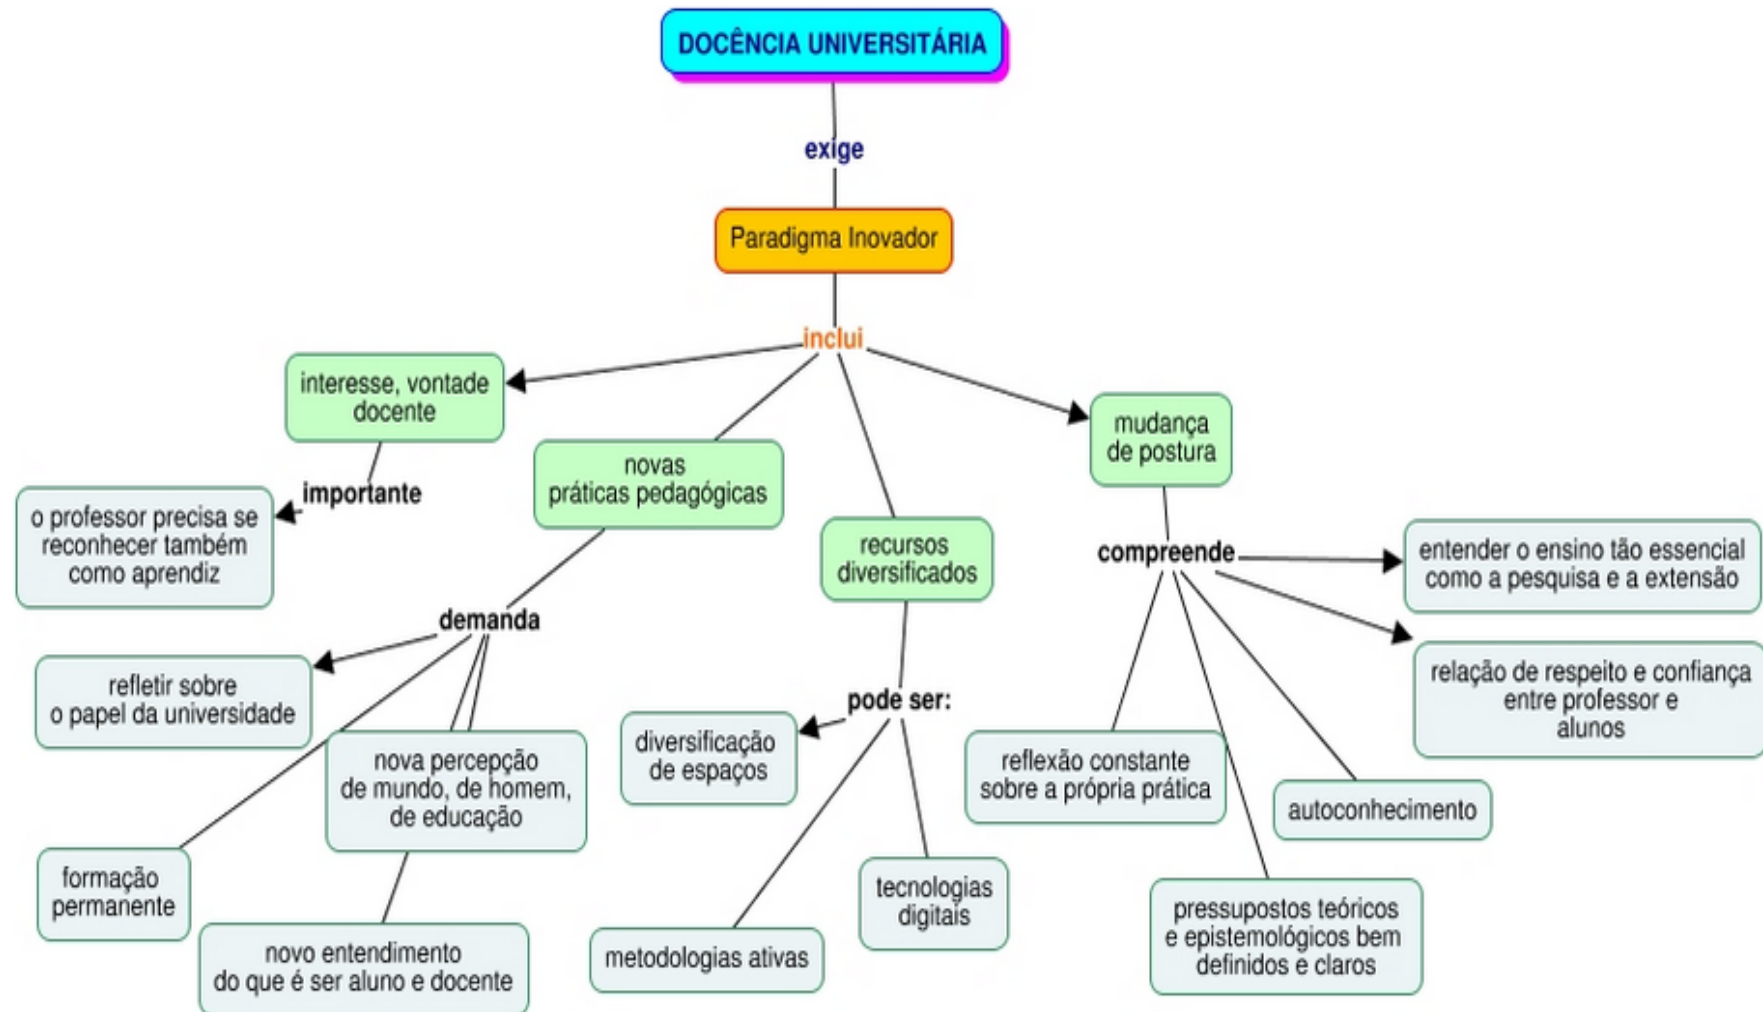 DOCÊNCIA UNIVERSITÁRIA
exige
Paradigma Inovador
inclui
interesse, vontade
docente
importante
o professor precisa se
reconhecer também
como aprendiz
novas
práticas pedagógicas
demanda
refletir sobre
o papel da universidade
formação
permanente
nova percepção
de mundo, de homem,
de educação
novo entendimento
do que é ser aluno e docente
recursos
diversificados
pode ser:
diversificação
de espaços
metodologias ativas
tecnologias
digitais
mudança
de postura
compreende
entender o ensino tão essencial
como a pesquisa e a extensão
relação de respeito e confiança
entre professor e
alunos
reflexão constante
sobre a própria prática
autoconhecimento
pressupostos teóricos
e epistemológicos bem
definidos e claros